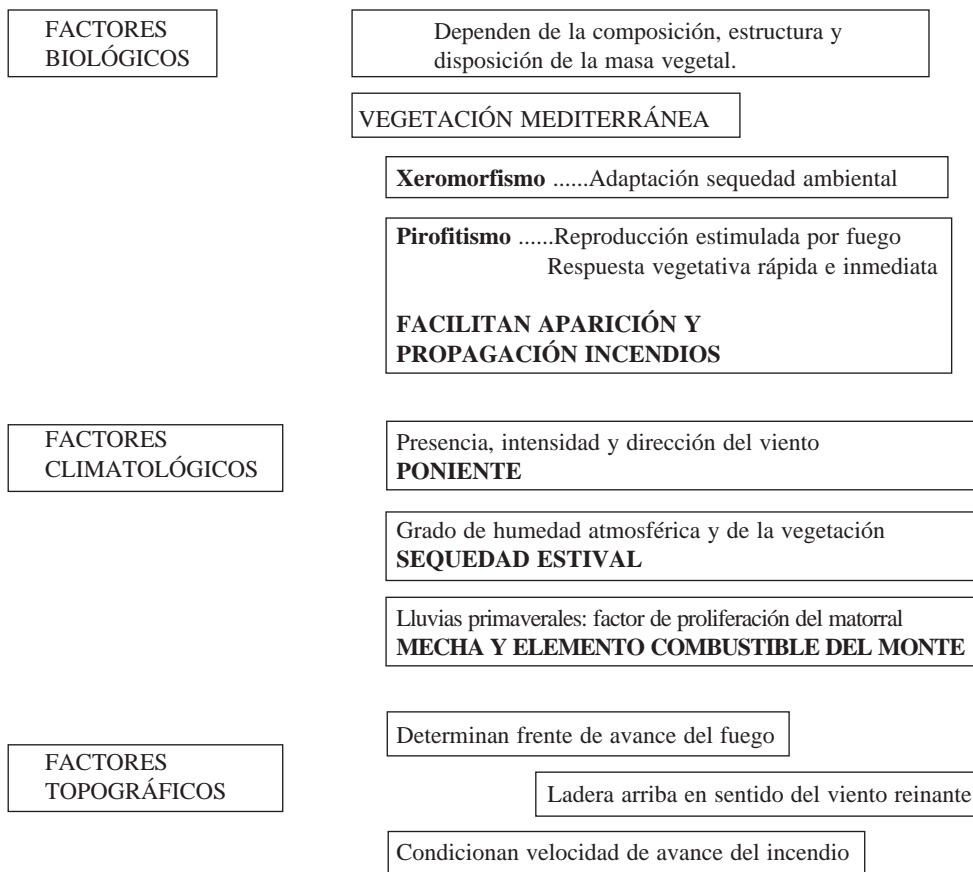 FACTORES
BIOLÓGICOS
Dependen de la composición, estructura y
disposición de la masa vegetal.
VEGETACIÓN MEDITERRÁNEA
Xeromorfismo ......Adaptación sequedad ambiental
Pirofitismo ......Reproducción estimulada por fuego
Respuesta vegetativa rápida e inmediata
FACILITAN APARICIÓN Y
PROPAGACIÓN INCENDIOS
FACTORES
CLIMATOLÓGICOS
Presencia, intensidad y dirección del viento
PONIENTE
Grado de humedad atmosférica y de la vegetación
SEQUEDAD ESTIVAL
Lluvias primaverales: factor de proliferación del matorral
MECHA Y ELEMENTO COMBUSTIBLE DEL MONTE
FACTORES
TOPOGRÁFICOS
Determinan frente de avance del fuego
Ladera arriba en sentido del viento reinante
Condicionan velocidad de avance del incendio